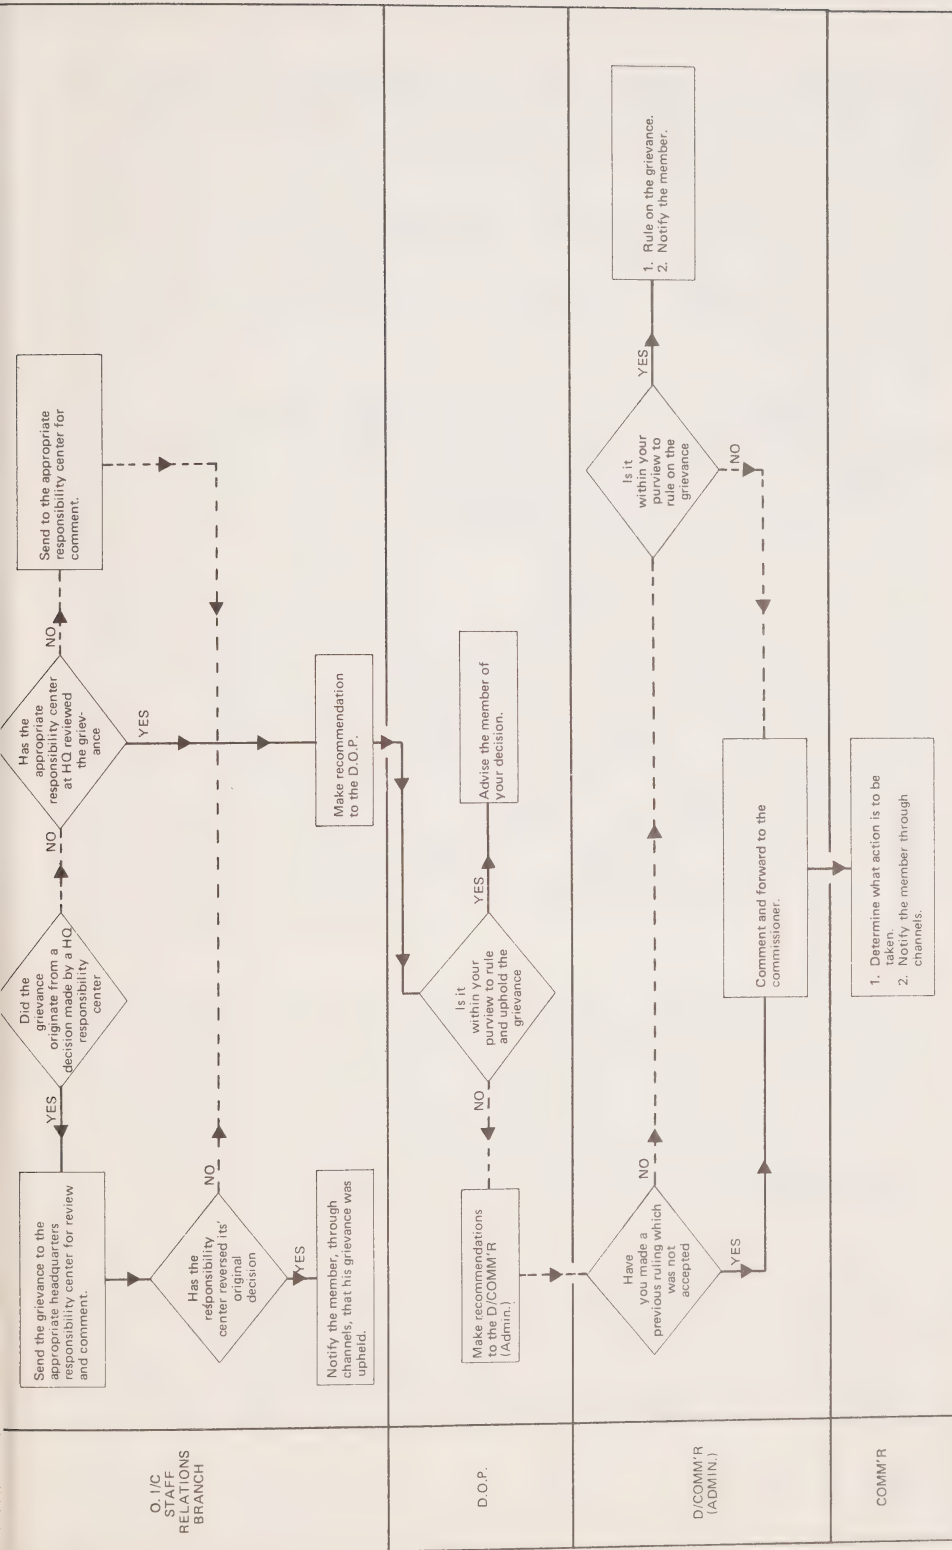 O. I/C
STAFF
RELATIONS
BRANCH
Send the grievance to the
appropriate headquarters
responsibility center for review
and comment.
YES
Did the
grievance
originate from a
decision made by a HQ
responsibility
center
NO
Has the
appropriate
responsibility center
at HQ reviewed
the griev-
ance
NO
Send to the appropriate
responsibility center for
comment.
YES
Has the
responsibility
center reversed its'
original
decision
NO
YES
Notify the member, through
channels, that his grievance was
upheld.
Make recommendation
to the D.O.P.
D.O.P.
Make recommendations
to the D/COMM'R
(Admin.)
NO
Is it
within your
purview to rule
and uphold the
grievance
YES
Advise the member of
your decision.
D/COMM'R
(ADMIN.)
Have
you made a
previous ruling which
was not
accepted
NO
YES
Is it
within your
purview to
rule on the
grievance
YES
NO
1. Rule on the grievance.
2. Notify the member.
Comment and forward to the
commissioner.
COMM'R
1. Determine what action is to be
taken.
2. Notify the member through
channels.